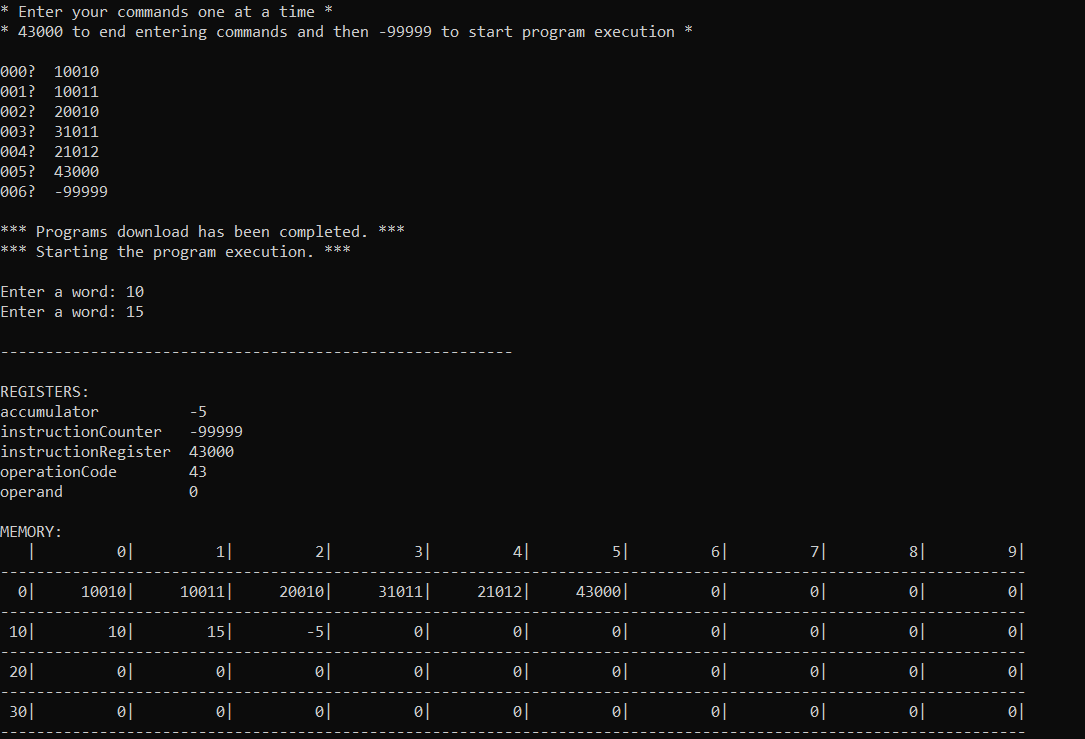 * Enter your commands one at a time *
* 43000 to end entering commands and then -99999 to start program execution *
000?  10010
001?  10011
002?  20010
003?  31011
004?  21012
005?  43000
006?  -99999
*** Programs download has been completed. ***
*** Starting the program execution. ***
Enter a word: 10
Enter a word: 15
---------------------------------------------------------
REGISTERS:
accumulator          -5
instructionCounter   -99999
instructionRegister  43000
operationCode        43
operand              0
MEMORY:
   |         0|         1|         2|         3|         4|         5|         6|         7|         8|         9|
------------------------------------------------------------------------------------------------------------------
  0|     10010|     10011|     20010|     31011|     21012|     43000|         0|         0|         0|         0|
------------------------------------------------------------------------------------------------------------------
 10|        10|        15|        -5|         0|         0|         0|         0|         0|         0|         0|
------------------------------------------------------------------------------------------------------------------
 20|         0|         0|         0|         0|         0|         0|         0|         0|         0|         0|
------------------------------------------------------------------------------------------------------------------
 30|         0|         0|         0|         0|         0|         0|         0|         0|         0|         0|
------------------------------------------------------------------------------------------------------------------